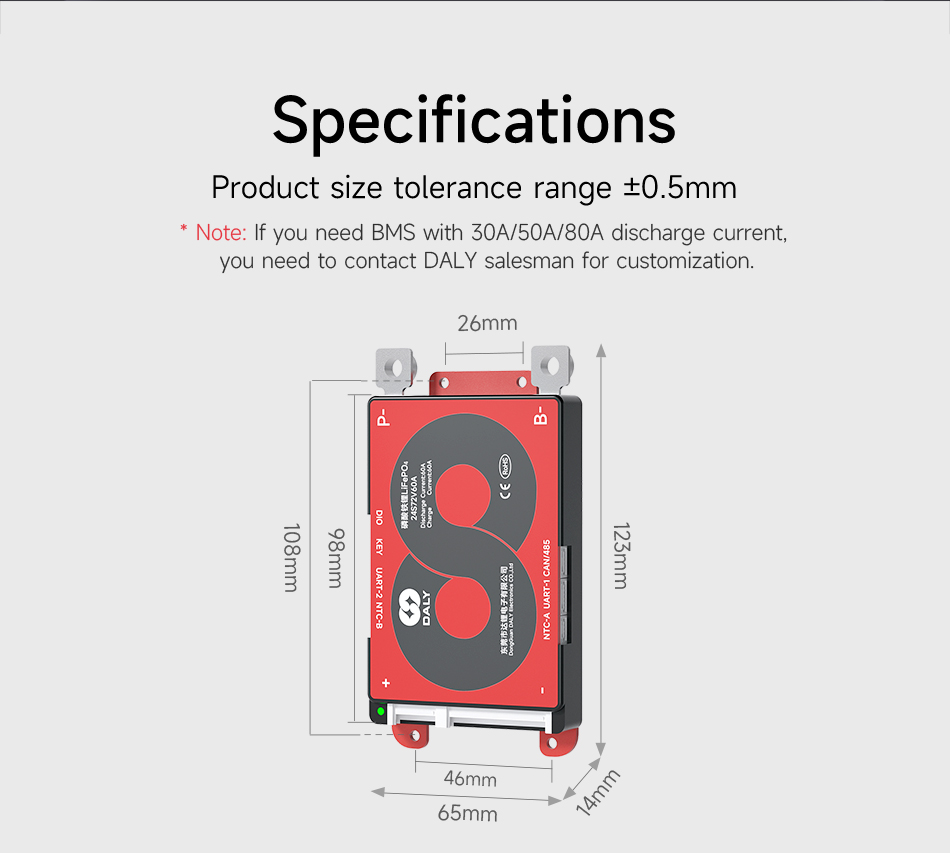 Specifications
Product size tolerance range ±0.5mm
* Note: If you need BMS with 30A/50A/80A discharge current,
you need to contact DALY salesman for customization.
26mm
P-
B-
磷酸铁锂LiFePO4
24S72V60A
Discharge Current:60A
Charge Current:60A
CE RoHS
DIO KEY UART-2 NTC-B
NTC-A UART-1 CAN/485
DALY
东莞市达锂电子有限公司
DongGuan DALY Electronics CO.,Ltd
+
-
108mm
98mm
123mm
46mm
65mm
14mm